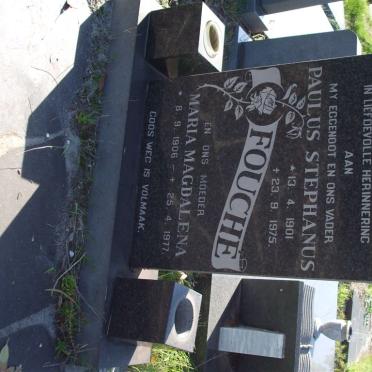 IN LIEFDEVOLLE HERINNERING
AAN
MY EGGENOOT EN ONS VADER
PAULUS STEPHANUS
* 13. 4. 1901
+ 23. 9. 1975.
FOUCHE
EN ONS MOEDER
MARIA MAGDALENA
* 8. 9. 1906 – + 25. 4. 1977.
GODS WEG IS VOLMAAK.